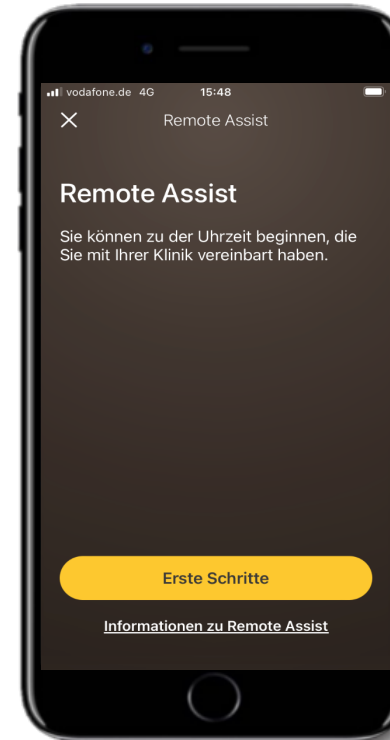 vodafone.de 4G 15:48
Remote Assist
Remote Assist
Sie können zu der Uhrzeit beginnen, die
Sie mit Ihrer Klinik vereinbart haben.
Erste Schritte
Informationen zu Remote Assist